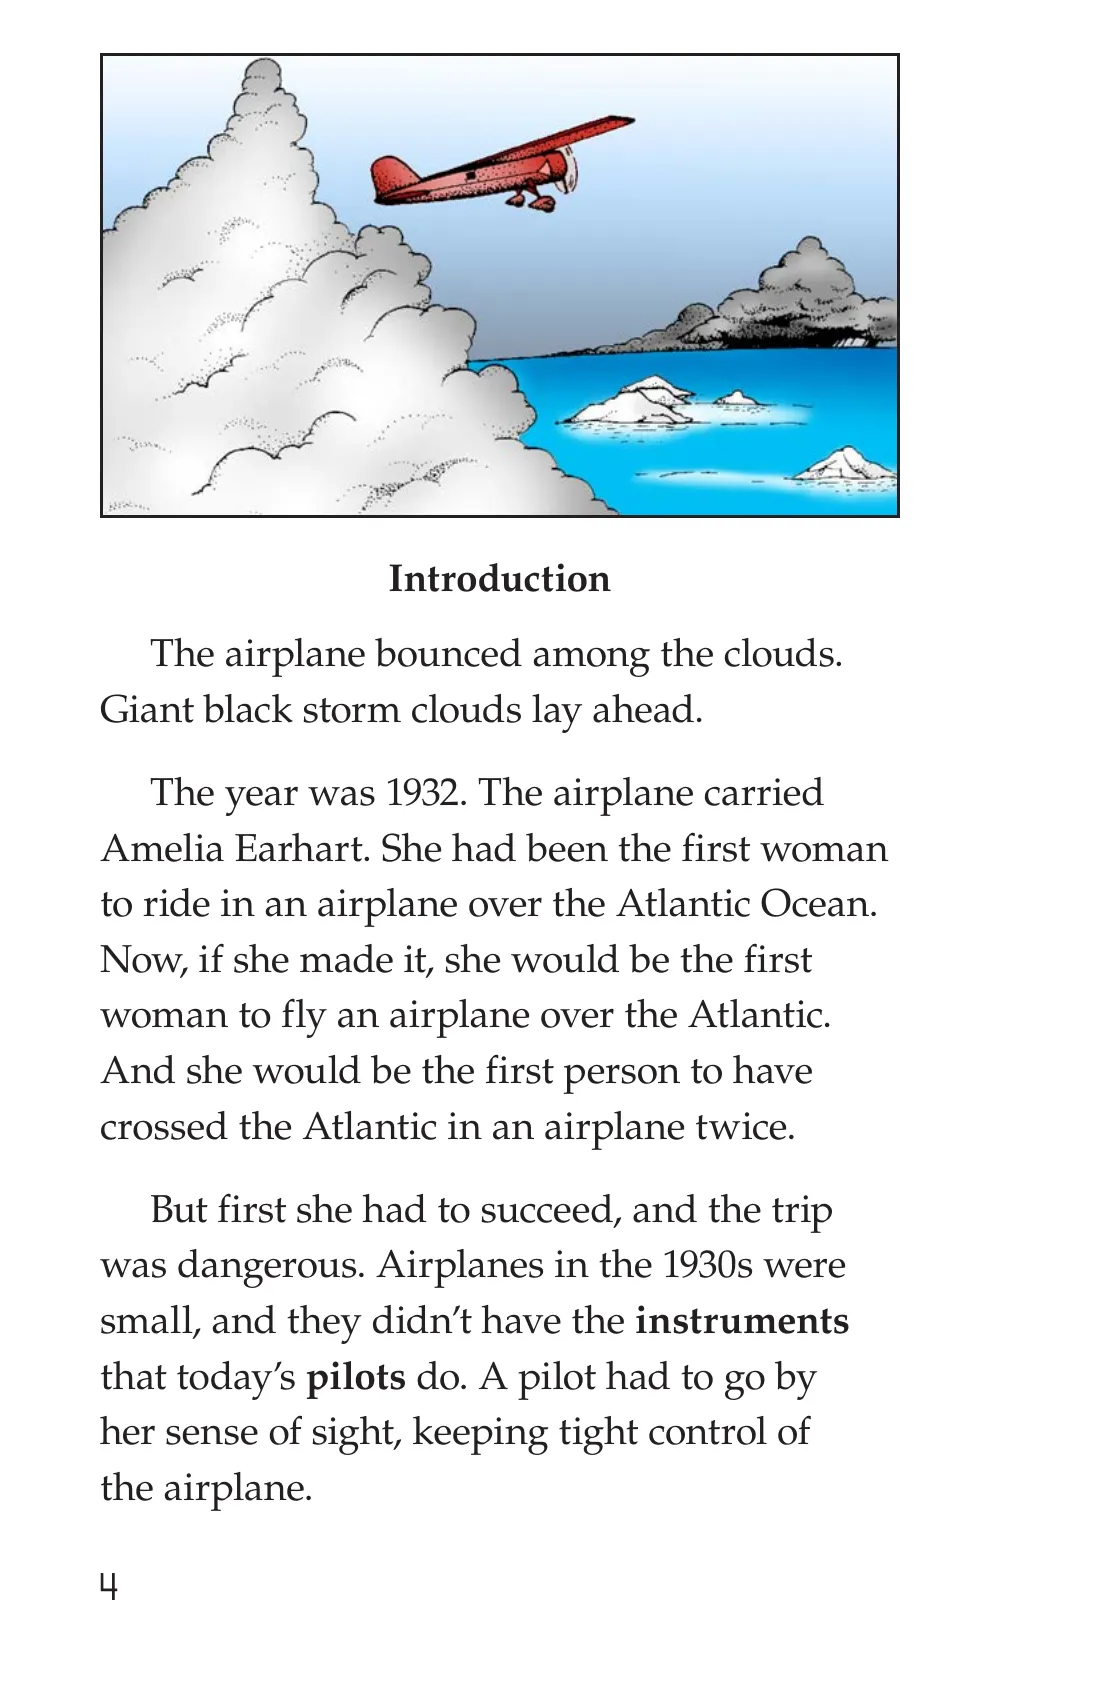 Introduction
The airplane bounced among the clouds.
Giant black storm clouds lay ahead.
The year was 1932. The airplane carried
Amelia Earhart. She had been the first woman
to ride in an airplane over the Atlantic Ocean.
Now, if she made it, she would be the first
woman to fly an airplane over the Atlantic.
And she would be the first person to have
crossed the Atlantic in an airplane twice.
But first she had to succeed, and the trip
was dangerous. Airplanes in the 1930s were
small, and they didn’t have the instruments
that today’s pilots do. A pilot had to go by
her sense of sight, keeping tight control of
the airplane.
4